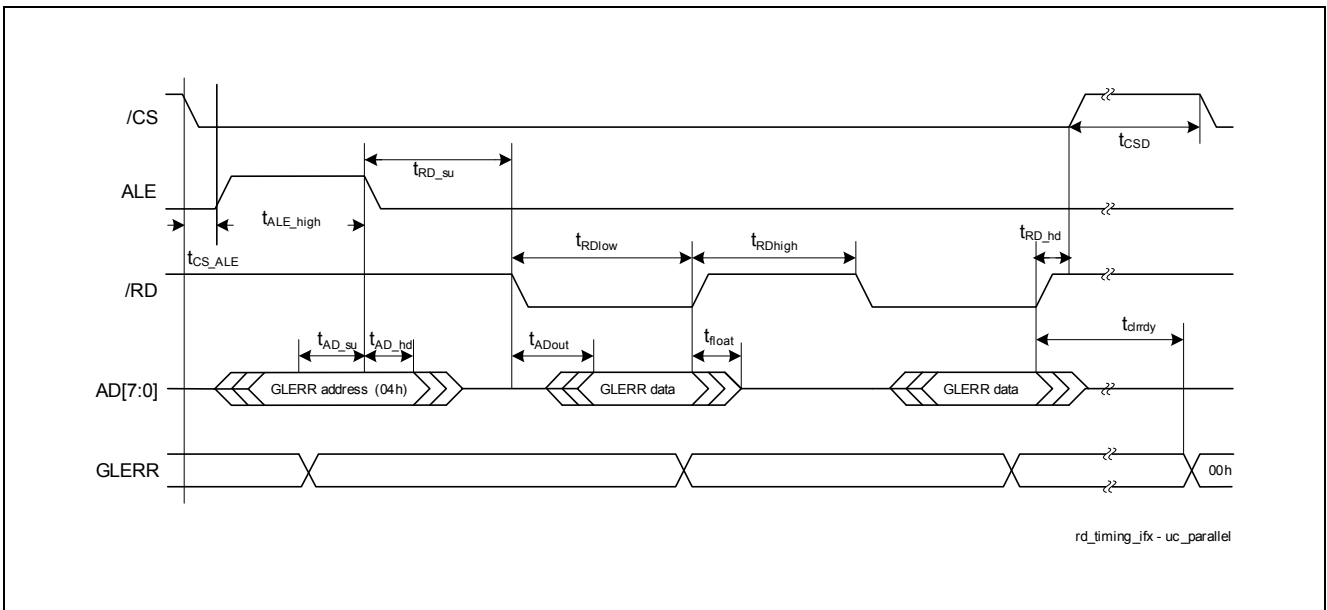 /CS
tCSD
tRD_su
ALE
tALE_high
tRDlow
tRDhigh
tRD_hd
tCS_ALE
/RD
tAD_su
tAD_hd
tADout
tfloat
tclrrdy
AD[7:0]
GLERR address (04h)
GLERR data
GLERR data
GLERR
00h
rd_timing_ifx - uc_parallel